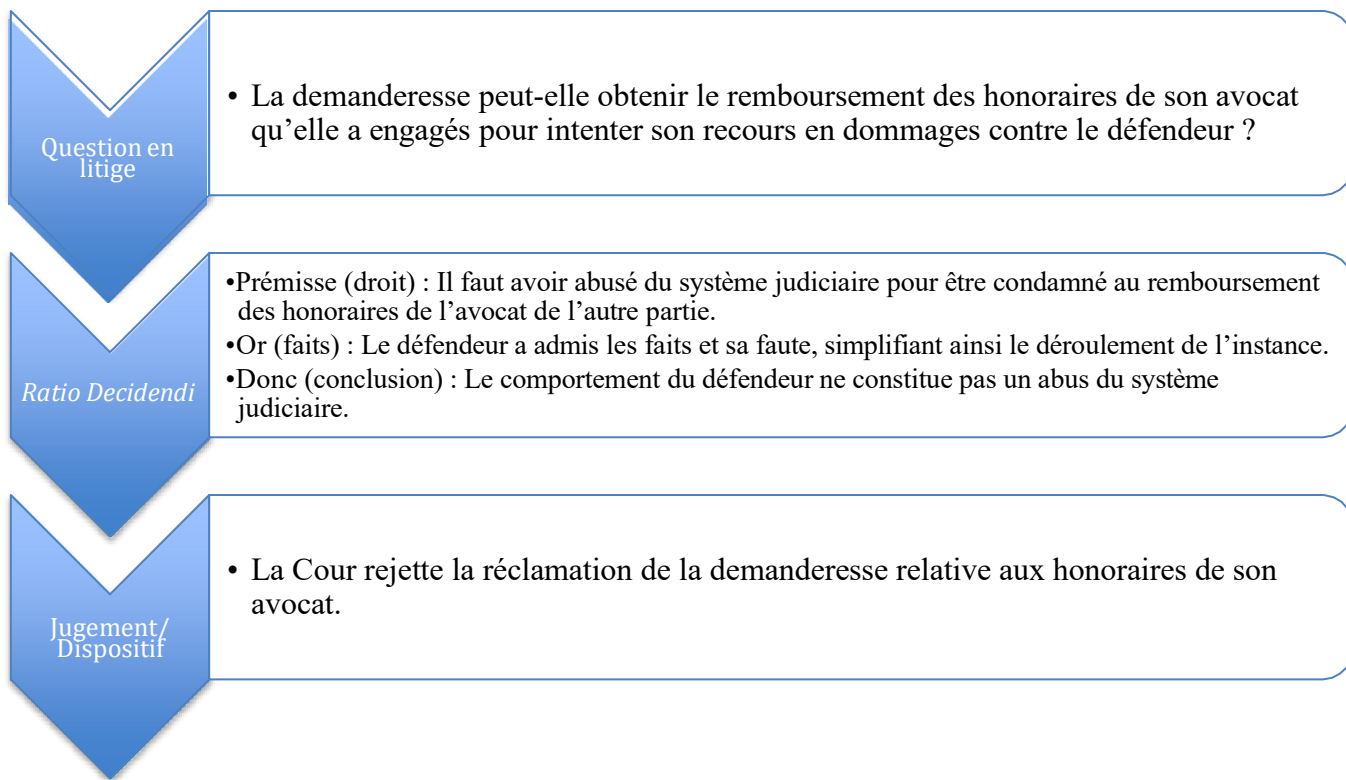 Question en
litige
• La demanderesse peut-elle obtenir le remboursement des honoraires de son avocat
qu’elle a engagés pour intenter son recours en dommages contre le défendeur ?
Ratio Decidendi
•Prémisse (droit) : Il faut avoir abusé du système judiciaire pour être condamné au remboursement
des honoraires de l’avocat de l’autre partie.
•Or (faits) : Le défendeur a admis les faits et sa faute, simplifiant ainsi le déroulement de l’instance.
•Donc (conclusion) : Le comportement du défendeur ne constitue pas un abus du système
judiciaire.
Jugement/
Dispositif
• La Cour rejette la réclamation de la demanderesse relative aux honoraires de son
avocat.